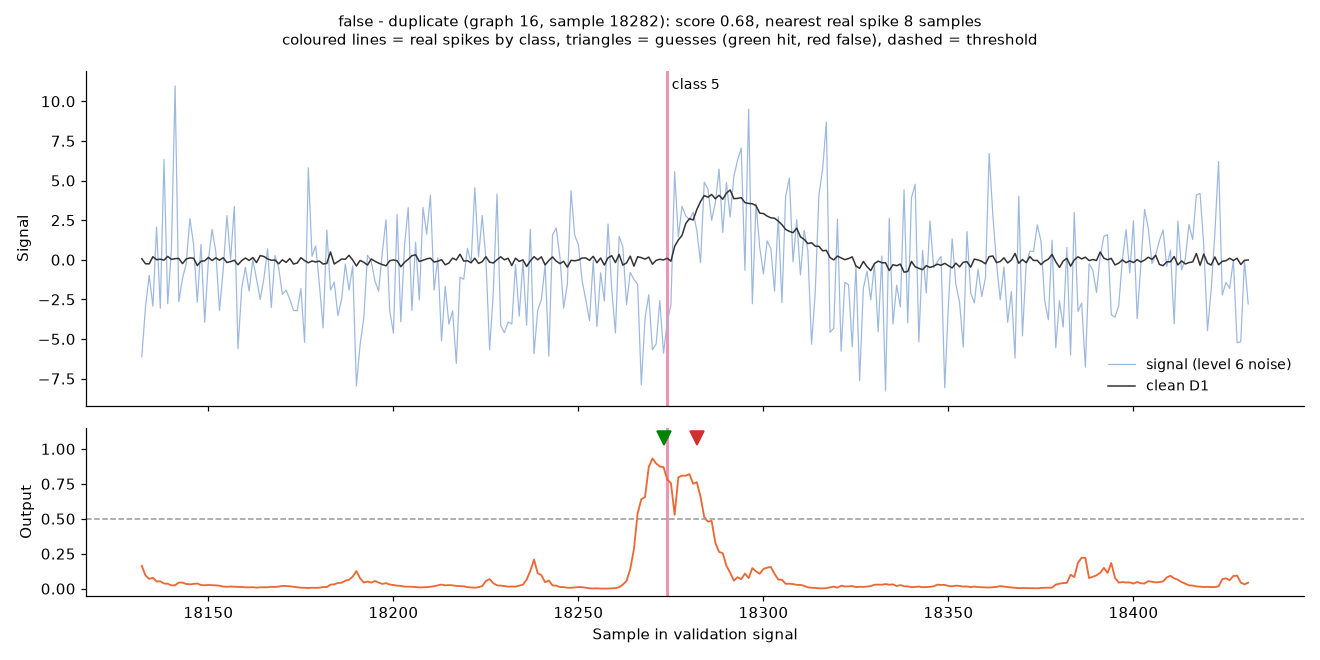 false - duplicate (graph 16, sample 18282): score 0.68, nearest real spike 8 samples
coloured lines = real spikes by class, triangles = guesses (green hit, red false), dashed = threshold
class 5
10.0
7.5
5.0
2.5
0.0
−2.5
−5.0
−7.5
Signal
signal (level 6 noise)
clean D1
1.00
0.75
0.50
0.25
0.00
Output
18150 18200 18250 18300 18350 18400
Sample in validation signal